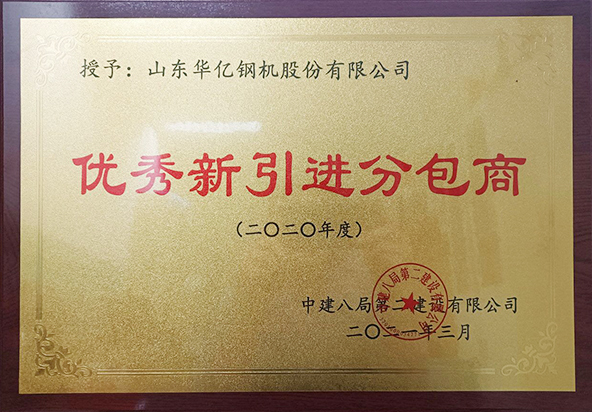 授予：山东华亿钢机股份有限公司
优秀新引进分包商
（二〇二〇年度）
中建八局第二建设有限公司
二〇二一年三月